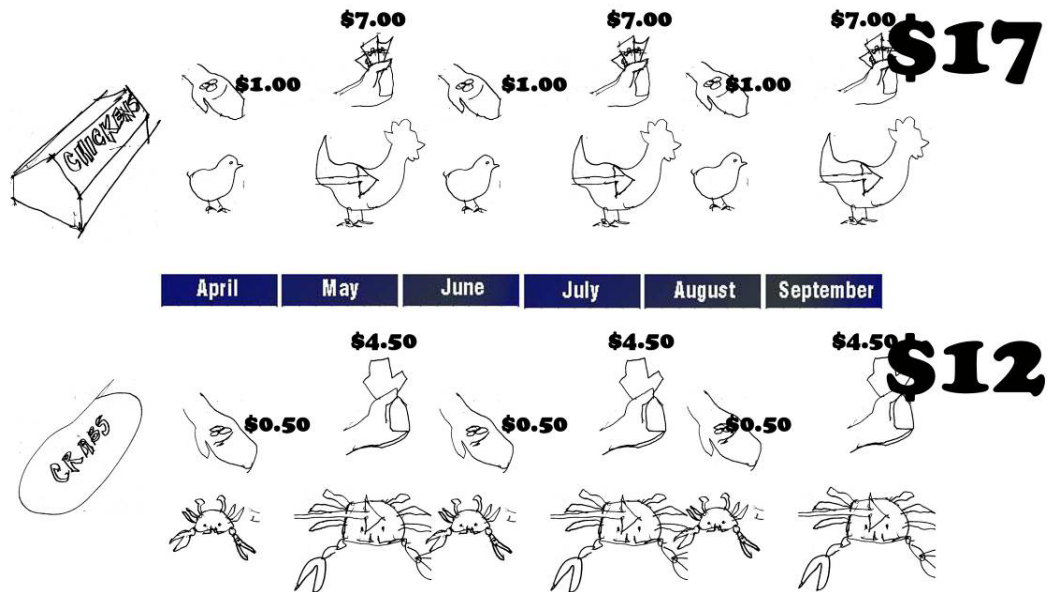 $7.00 $7.00 $7.00 $17
$1.00 $1.00 $1.00
CHICKENS
April May June July August September
$4.50 $4.50 $4.50 $12
$0.50 $0.50 $0.50
CRABS